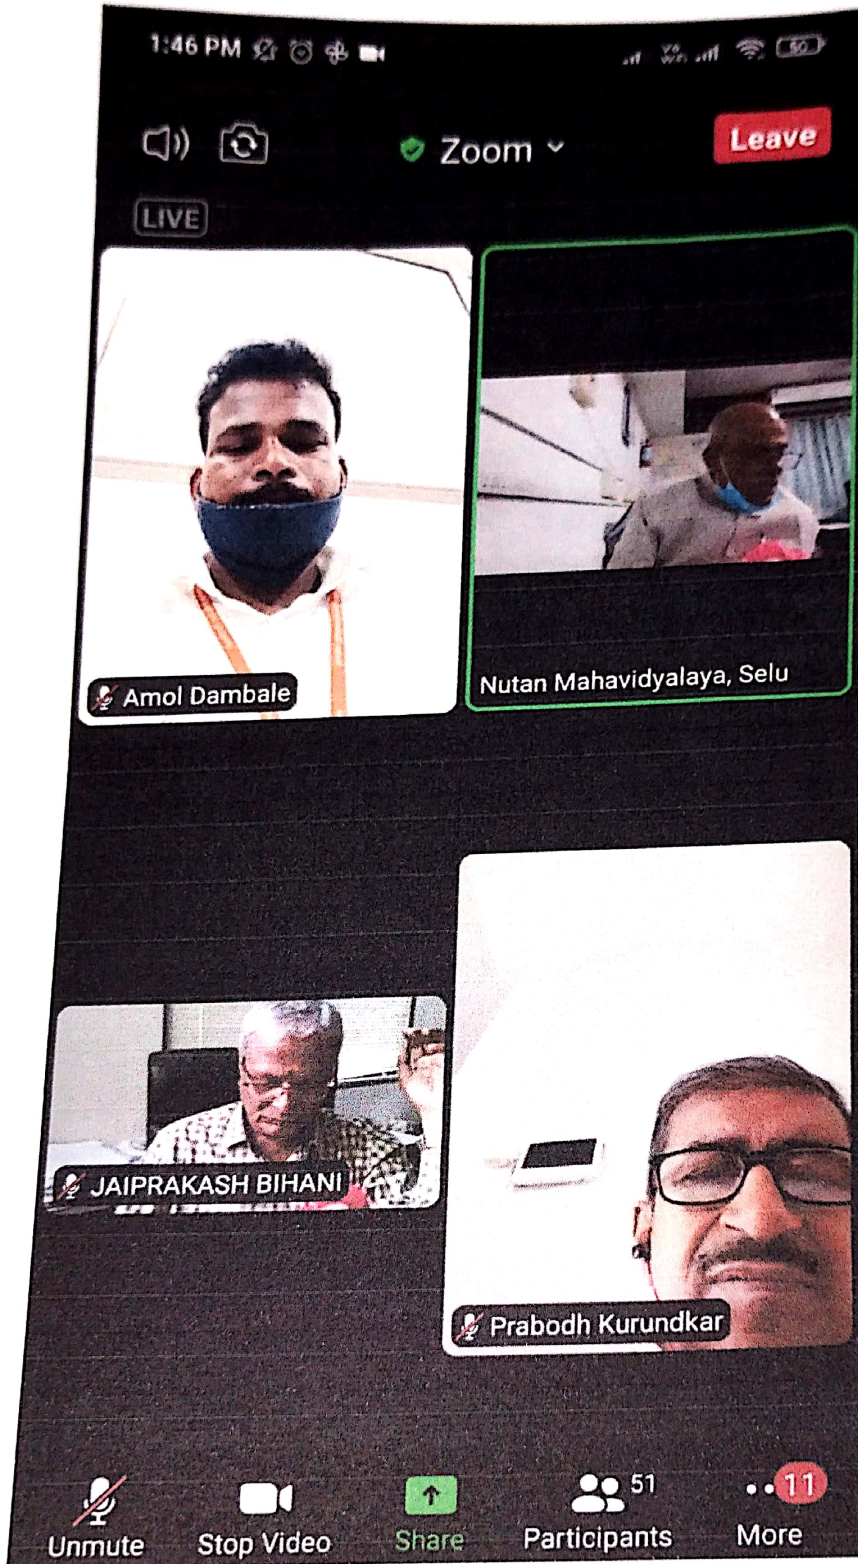 1:46 PM
50
Zoom
Leave
LIVE
Amol Dambale
Nutan Mahavidyalaya, Selu
JAIPRAKASH BIHANI
Prabodh Kurundkar
51
11
Unmute
Stop Video
Share
Participants
More